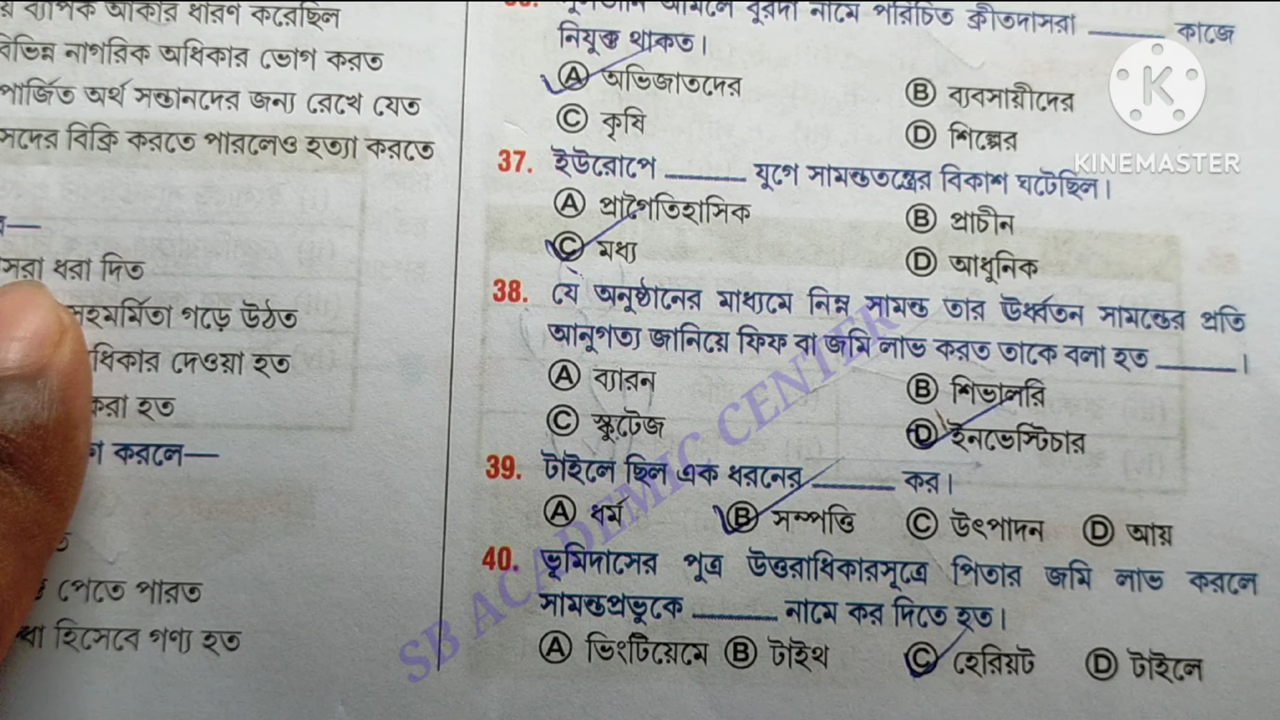 ব্যাপক আকার ধারণ করেছিল
বিভিন্ন নাগরিক অধিকার ভোগ করত
অর্থ সন্তানদের জন্য রেখে যেত
বিক্রি করতে পারলেও হত্যা করতে
ধরা দিত
সহমর্মিতা গড়ে উঠত
দেওয়া হত
করা হত
করলে—
পেতে পারত
হিসেবে গণ্য হত
আমলে বুরদা নামে পরিচিত ক্রীতদাসরা ______ কাজে
নিযুক্ত থাকত।
A অভিজাতদের B ব্যবসায়ীদের
C কৃষি D শিল্পের
37. ইউরোপে ______ যুগে সামন্ততন্ত্রের বিকাশ ঘটেছিল।
A প্রাগৈতিহাসিক B প্রাচীন
C মধ্য D আধুনিক
38. যে অনুষ্ঠানের মাধ্যমে নিম্ন সামন্ত তার ঊর্ধ্বতন সামন্তের প্রতি
আনুগত্য জানিয়ে ফিফ বা জমি লাভ করত তাকে বলা হত ______।
A ব্যারন B শিভালরি
C স্কুটেজ D ইনভেস্টিচার
39. টাইলে ছিল এক ধরনের ______ কর।
A ধর্ম B সম্পত্তি C উৎপাদন D আয়
40. ভূমিদাসের পুত্র উত্তরাধিকারসূত্রে পিতার জমি লাভ করলে
সামন্তপ্রভুকে ______ নামে কর দিতে হত।
A ভিংটিয়েমে B টাইথ C হেরিয়ট D টাইলে
SB ACADEMIC CENTER
K
KINEMASTER